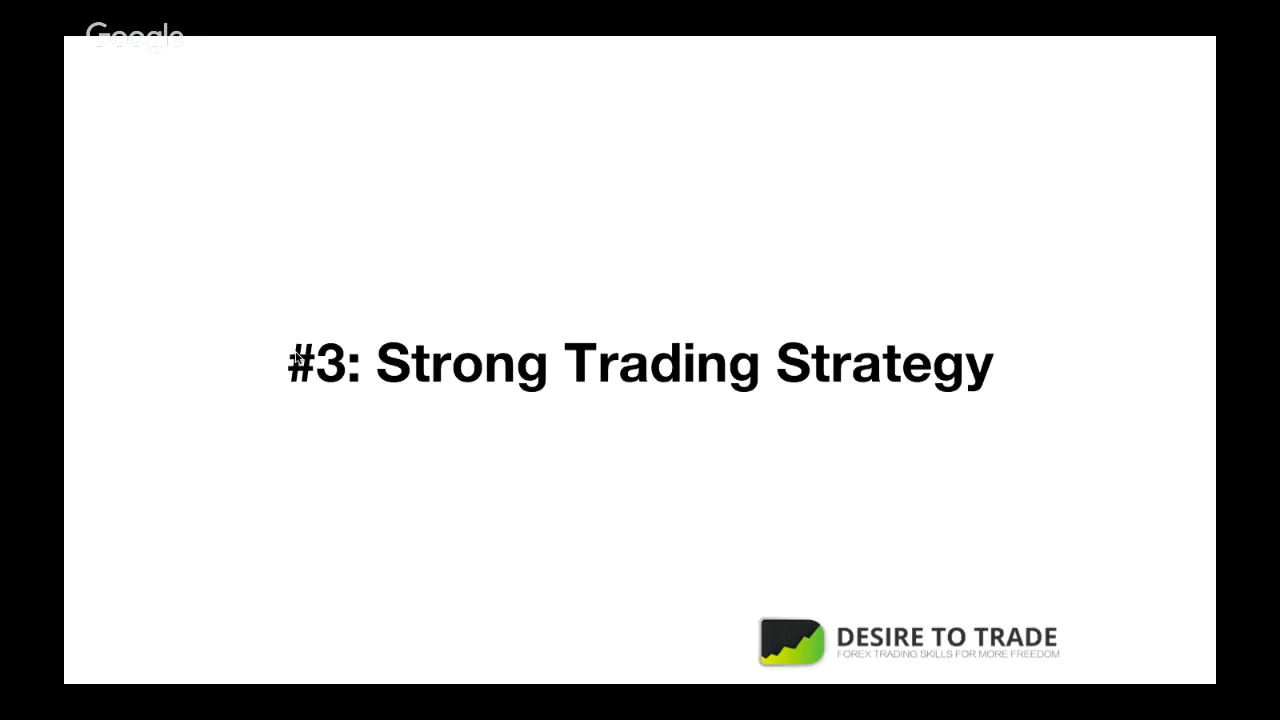 Google
#3: Strong Trading Strategy
DESIRE TO TRADE
FOREX TRADING SKILLS FOR MORE FREEDOM